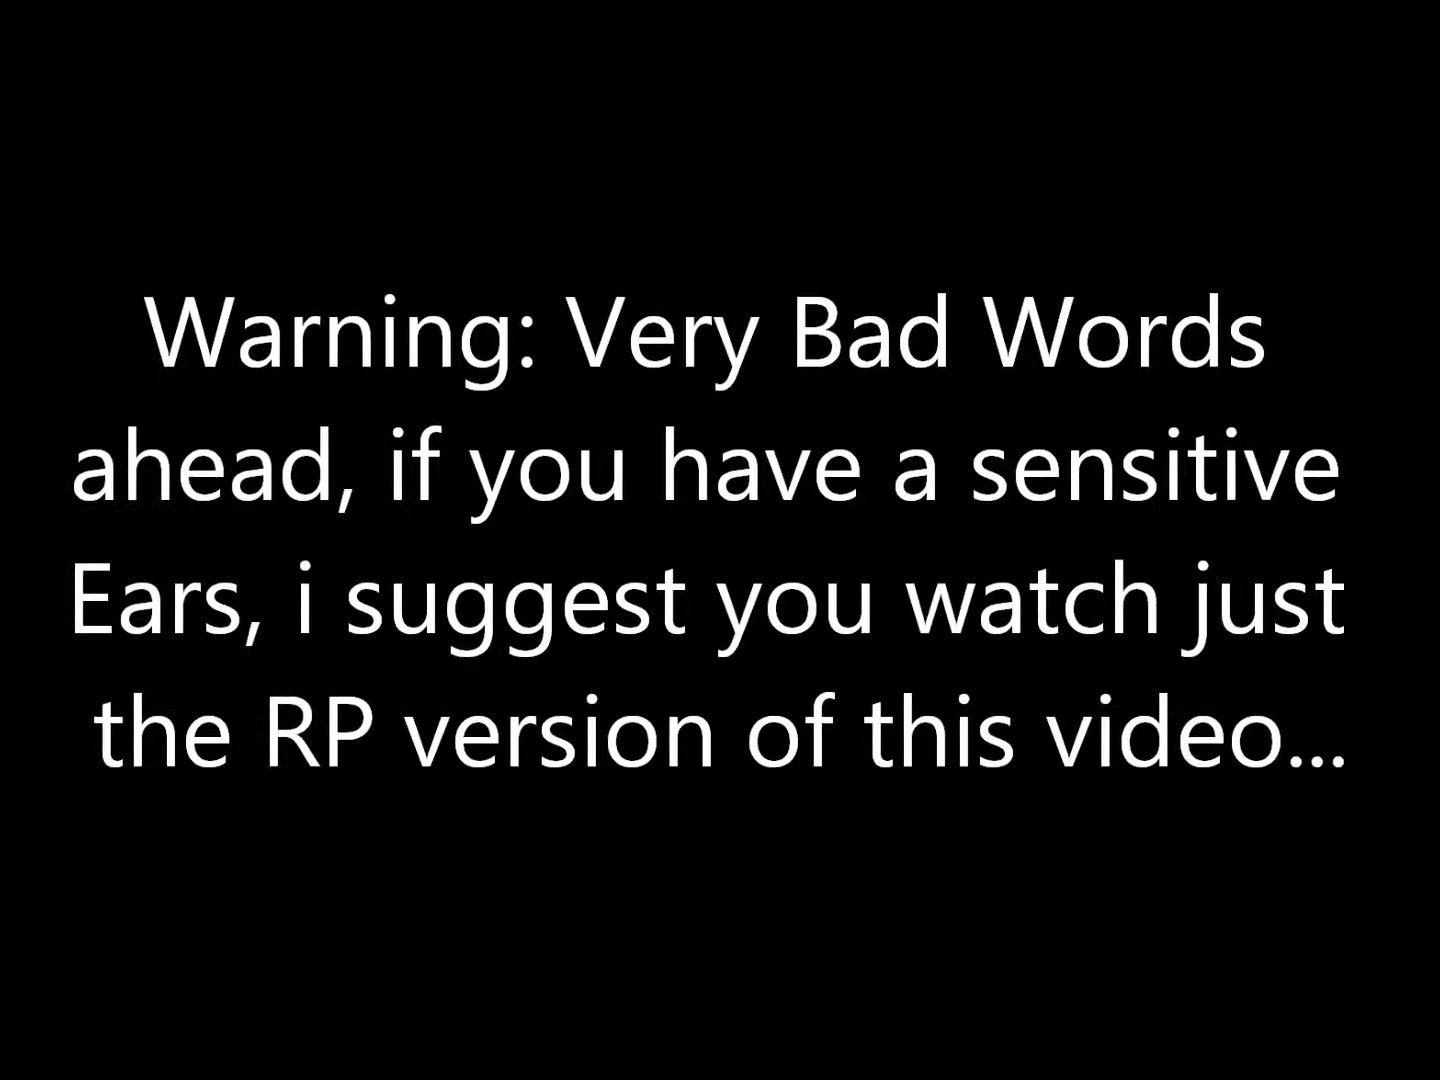 Warning: Very Bad Words
ahead, if you have a sensitive
Ears, i suggest you watch just
the RP version of this video...